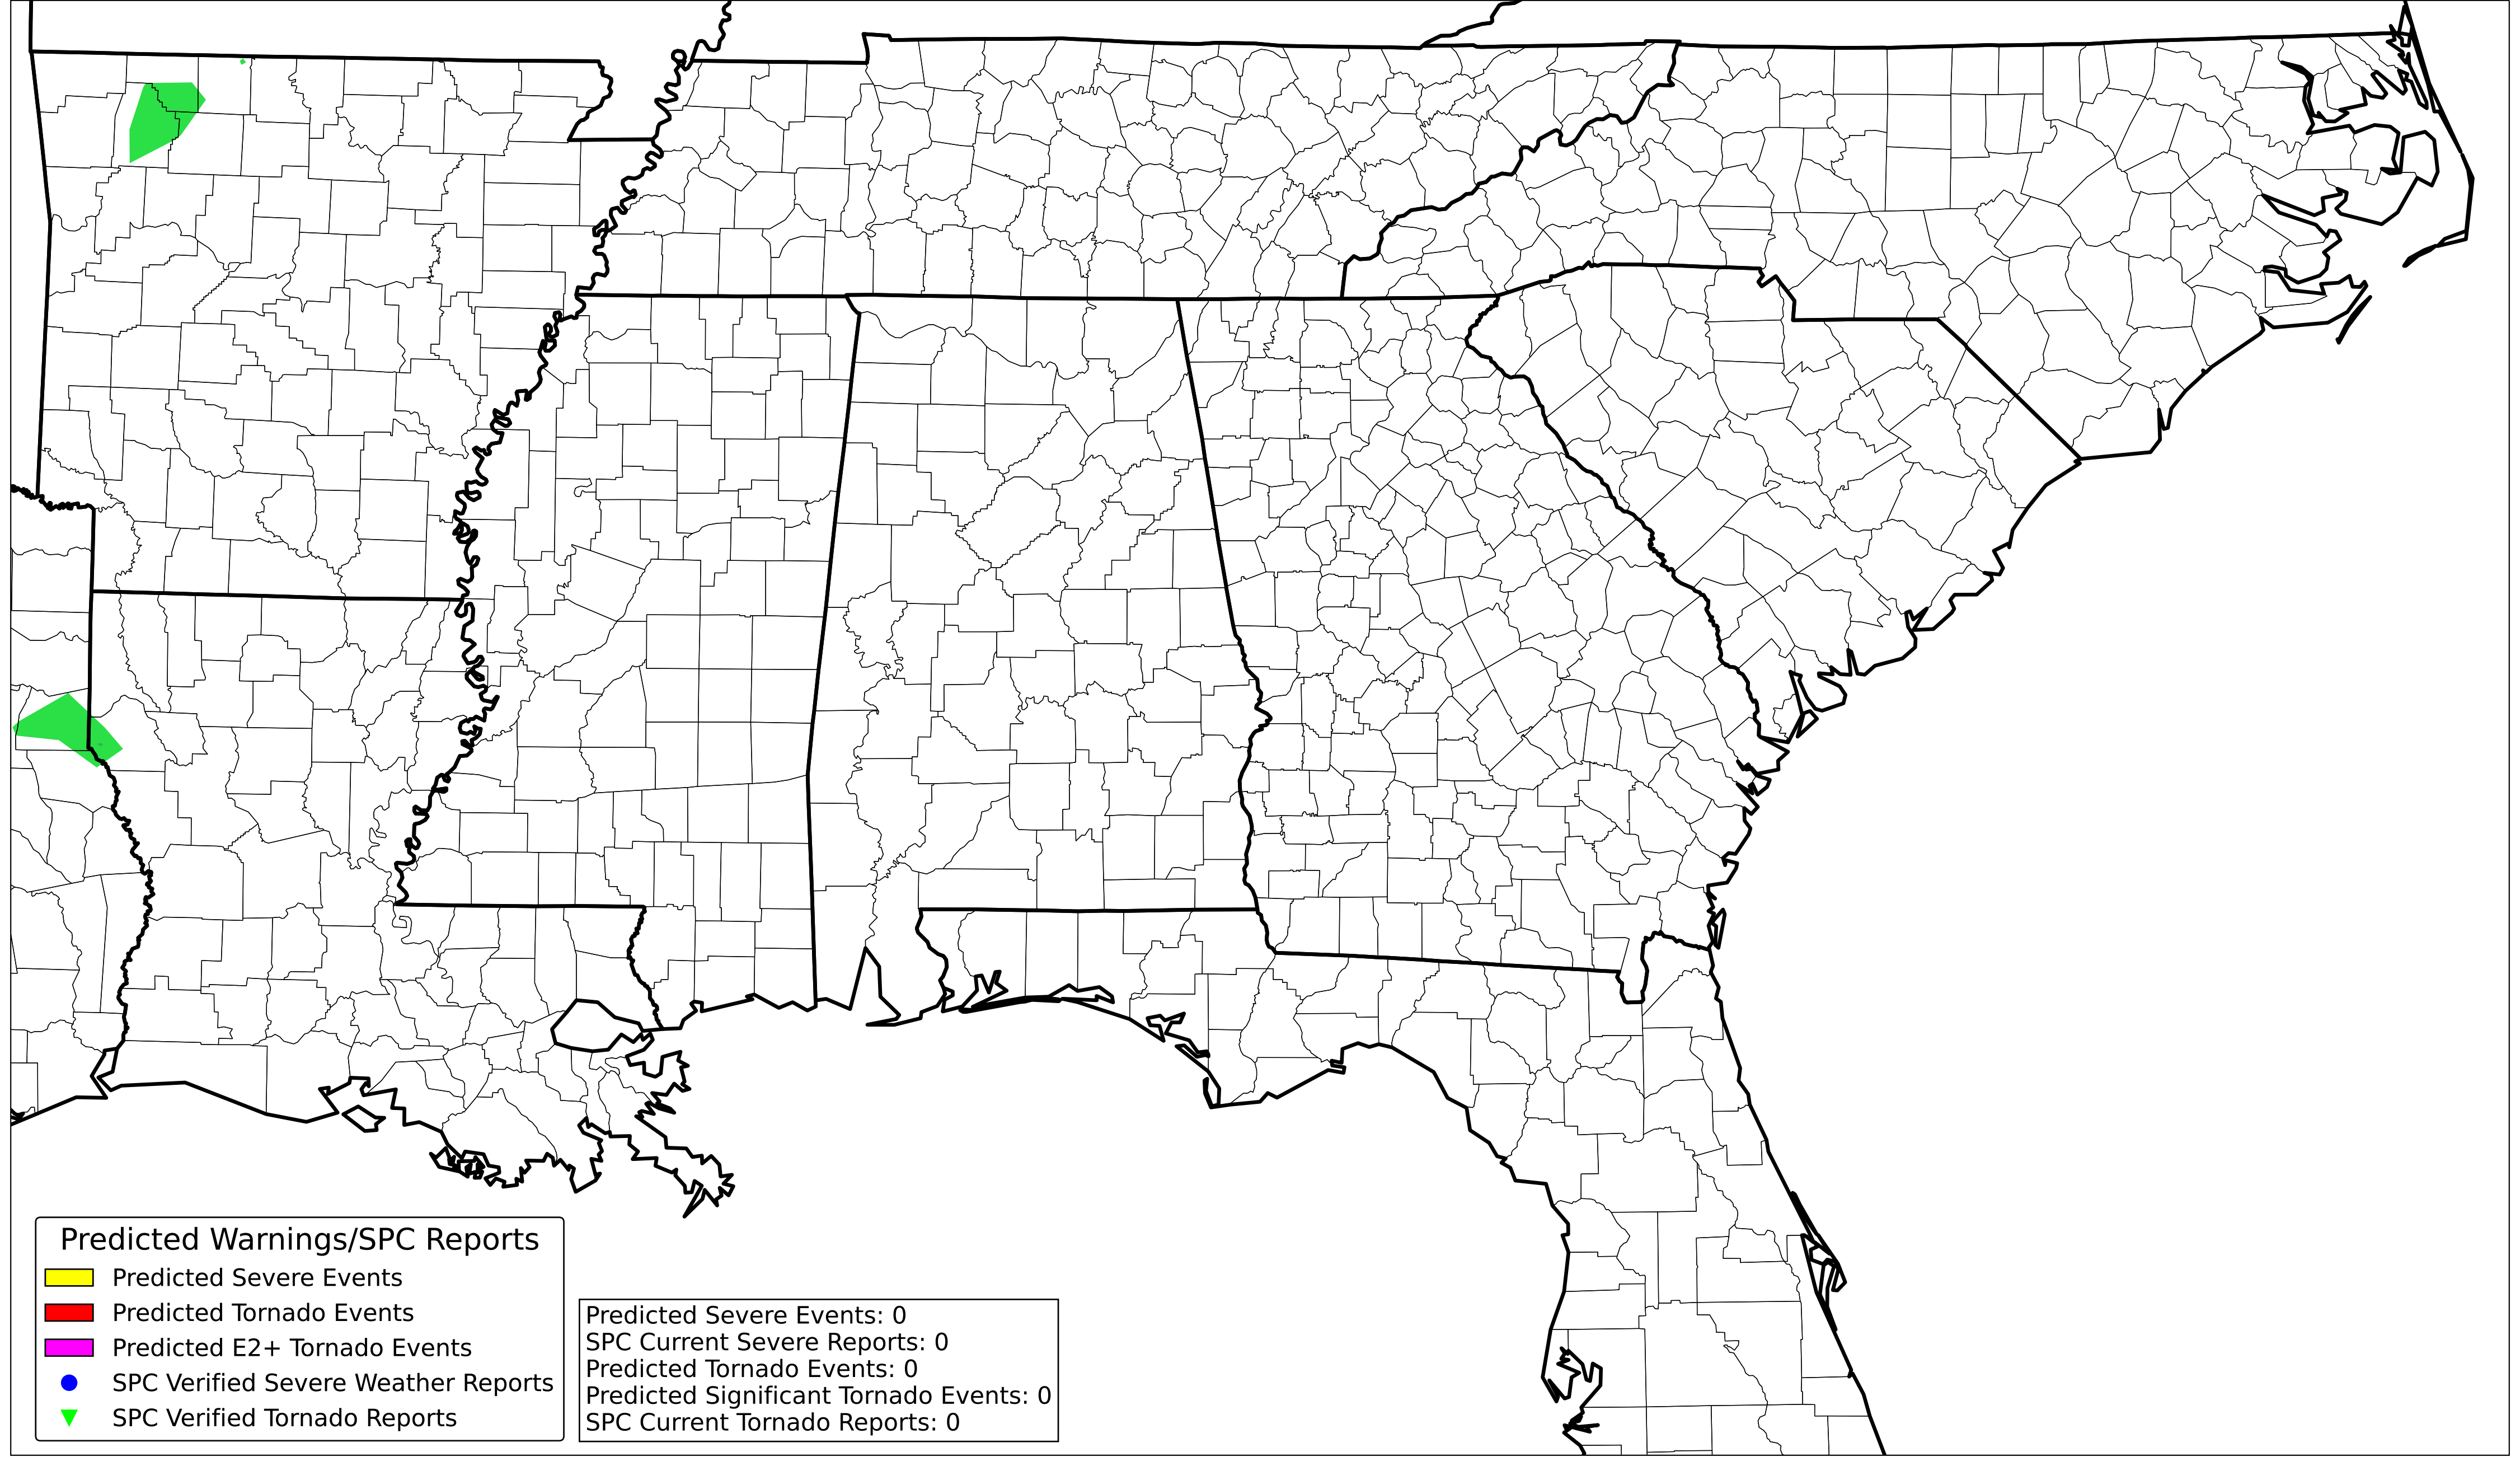 Predicted Warnings/SPC Reports
Predicted Severe Events
Predicted Tornado Events
Predicted E2+ Tornado Events
SPC Verified Severe Weather Reports
SPC Verified Tornado Reports
Predicted Severe Events: 0
SPC Current Severe Reports: 0
Predicted Tornado Events: 0
Predicted Significant Tornado Events: 0
SPC Current Tornado Reports: 0